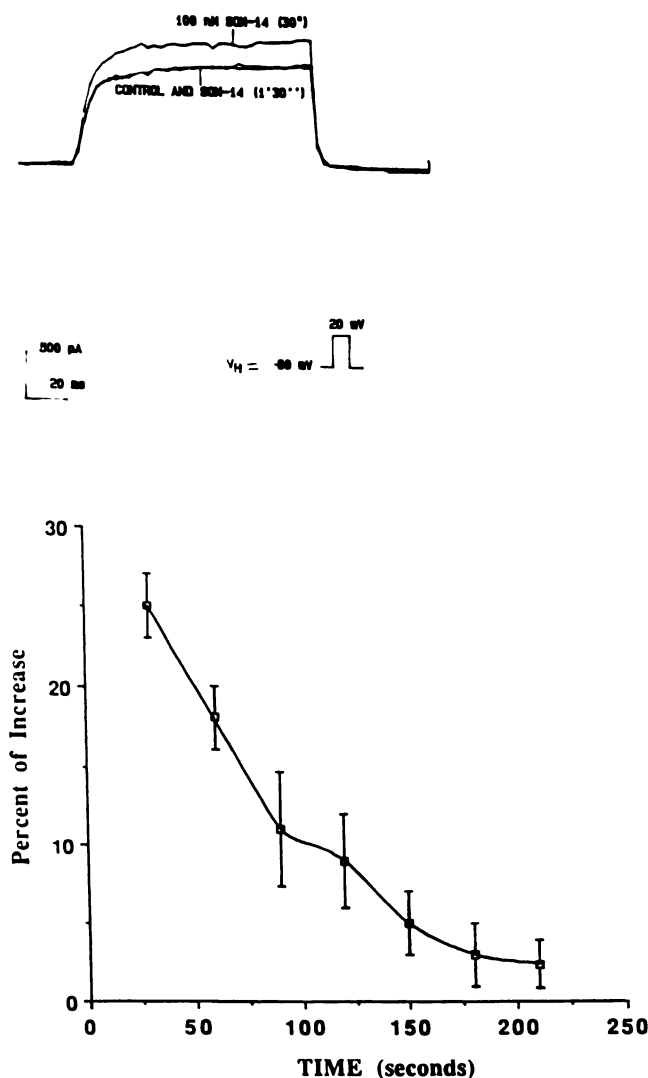 100 nM SOM-14 (30")
CONTROL AND SOM-14 (1'30'')
20 mV
500 pA
VH = -80 mV
20 ms
30
20
10
0
Percent of Increase
0 50 100 150 200 250
TIME (seconds)